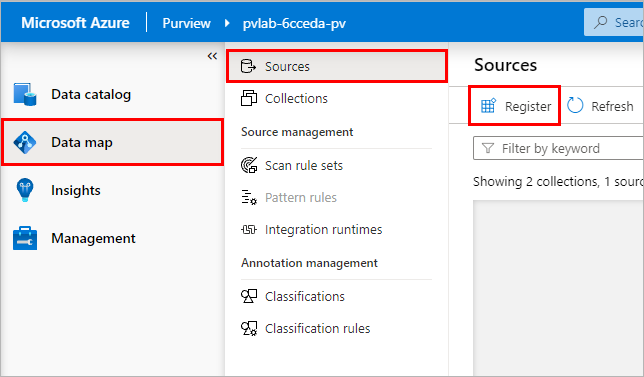 Microsoft Azure Purview pvlab-6cceda-pv Search
Data catalog
Data map
Insights
Management
Sources
Collections
Source management
Scan rule sets
Pattern rules
Integration runtimes
Annotation management
Classifications
Classification rules
Sources
Register Refresh
Filter by keyword
Showing 2 collections, 1 sourc